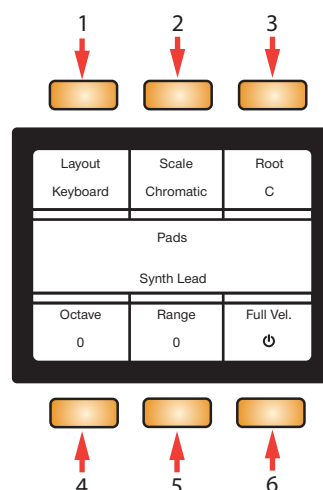 1 2 3
Layout Scale Root
Keyboard Chromatic C
Pads
Synth Lead
Octave Range Full Vel.
0 0
4 5 6